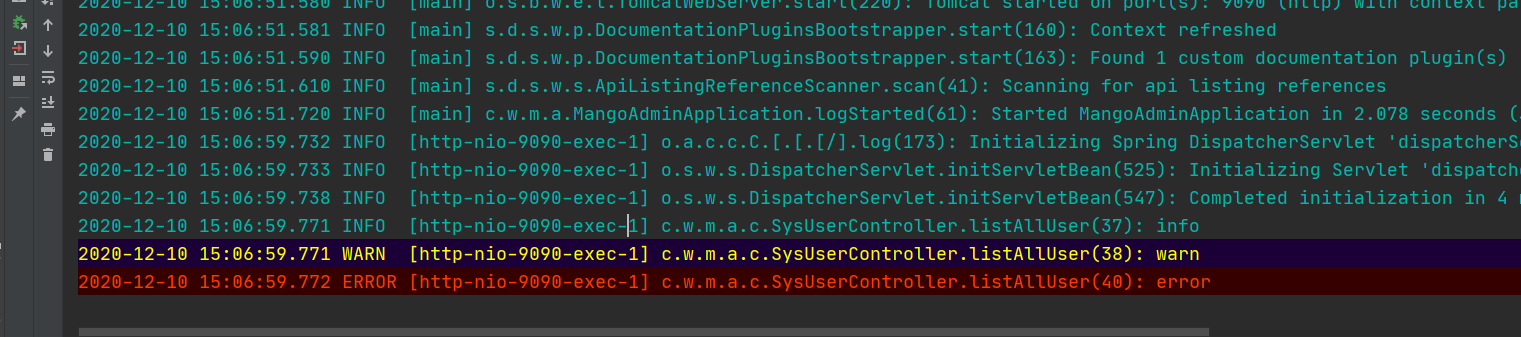 2020-12-10 15:06:51.580 INFO  [main] o.s.b.w.e.t.TomcatWebServer.start(220): Tomcat started on port(s): 9090 (http) with context pa
2020-12-10 15:06:51.581 INFO  [main] s.d.s.w.p.DocumentationPluginsBootstrapper.start(160): Context refreshed
2020-12-10 15:06:51.590 INFO  [main] s.d.s.w.p.DocumentationPluginsBootstrapper.start(163): Found 1 custom documentation plugin(s)
2020-12-10 15:06:51.610 INFO  [main] s.d.s.w.s.ApiListingReferenceScanner.scan(41): Scanning for api listing references
2020-12-10 15:06:51.720 INFO  [main] c.w.m.a.MangoAdminApplication.logStarted(61): Started MangoAdminApplication in 2.078 seconds (
2020-12-10 15:06:59.732 INFO  [http-nio-9090-exec-1] o.a.c.c.C.[.[.[/].log(173): Initializing Spring DispatcherServlet 'dispatcherS
2020-12-10 15:06:59.733 INFO  [http-nio-9090-exec-1] o.s.w.s.DispatcherServlet.initServletBean(525): Initializing Servlet 'dispatch
2020-12-10 15:06:59.738 INFO  [http-nio-9090-exec-1] o.s.w.s.DispatcherServlet.initServletBean(547): Completed initialization in 4
2020-12-10 15:06:59.771 INFO  [http-nio-9090-exec-1] c.w.m.a.c.SysUserController.listAllUser(37): info
2020-12-10 15:06:59.771 WARN  [http-nio-9090-exec-1] c.w.m.a.c.SysUserController.listAllUser(38): warn
2020-12-10 15:06:59.772 ERROR [http-nio-9090-exec-1] c.w.m.a.c.SysUserController.listAllUser(40): error